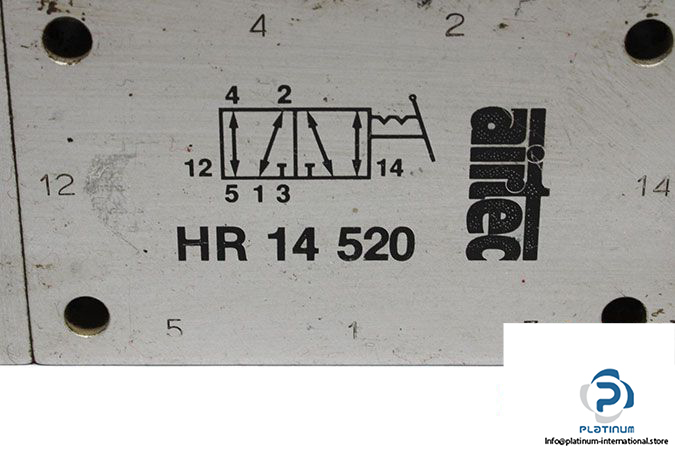 4 2
4 2
12 14
5 1 3
12 14
HR 14 520
airtec
5 1
PLATINUM
Info@platinum-international.store